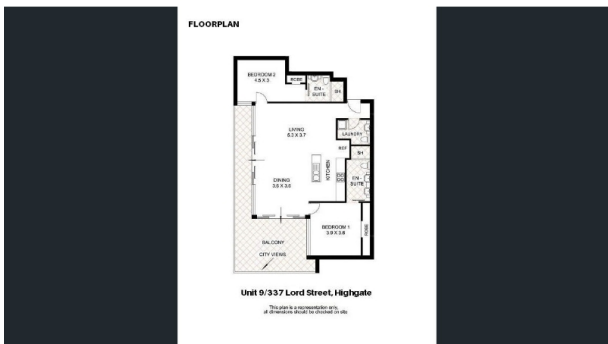 FLOORPLAN
BEDROOM 2
4.5 X 3
ROBE
EN -
SUITE
SH
LIVING
5.2 X 3.7
LAUNDRY
REF
SH
KITCHEN
DINING
3.8 X 3.6
EN -
SUITE
BEDROOM 1
3.9 X 3.8
ROBE
BALCONY
CITY VIEWS
Unit 9/337 Lord Street, Highgate
This plan is a representation only,
all dimensions should be checked on site